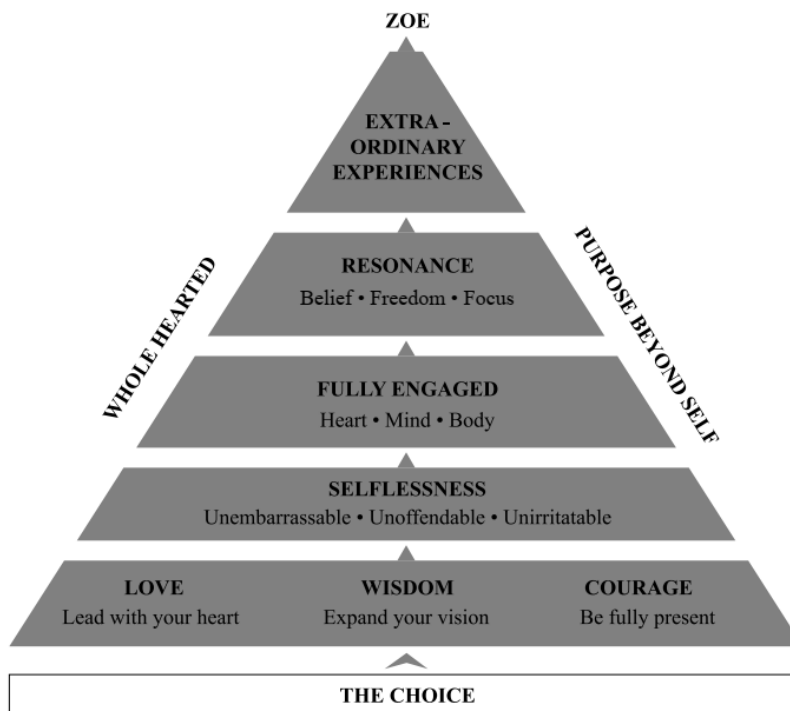 ZOE
EXTRA -
ORDINARY
EXPERIENCES
WHOLE HEARTED
PURPOSE BEYOND SELF
RESONANCE
Belief • Freedom • Focus
FULLY ENGAGED
Heart • Mind • Body
SELFLESSNESS
Unembarrassable • Unoffendable • Unirritatable
LOVE
Lead with your heart
WISDOM
Expand your vision
COURAGE
Be fully present
THE CHOICE